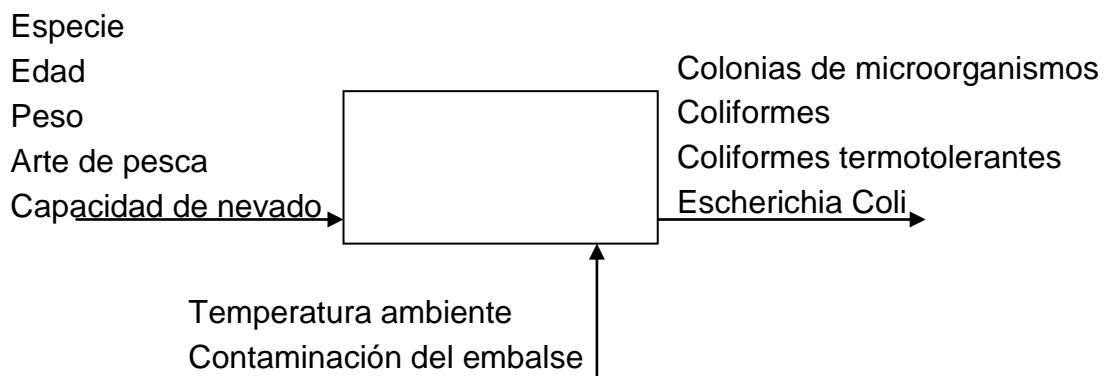 Especie
Edad
Peso
Arte de pesca
Capacidad de nevado
Colonias de microorganismos
Coliformes
Coliformes termotolerantes
Escherichia Coli
Temperatura ambiente
Contaminación del embalse